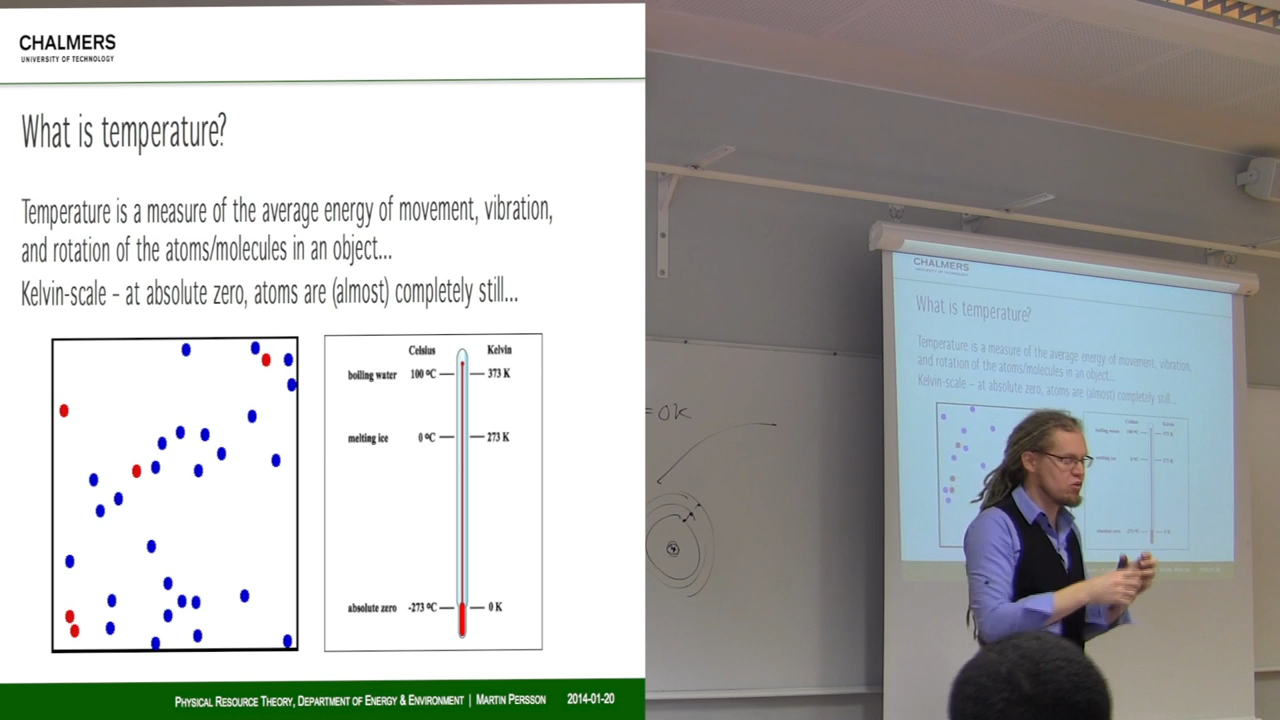 CHALMERS
UNIVERSITY OF TECHNOLOGY
What is temperature?
Temperature is a measure of the average energy of movement, vibration,
and rotation of the atoms/molecules in an object...
Kelvin-scale – at absolute zero, atoms are (almost) completely still...
Celsius Kelvin
boiling water 100 ºC 373 K
melting ice 0 ºC 273 K
absolute zero -273 ºC 0 K
PHYSICAL RESOURCE THEORY, DEPARTMENT OF ENERGY & ENVIRONMENT | MARTIN PERSSON 2014-01-20
=0K
CHALMERS
What is temperature?
Temperature is a measure of the average energy of movement, vibration,
and rotation of the atoms/molecules in an object...
Kelvin-scale – at absolute zero, atoms are (almost) completely still...